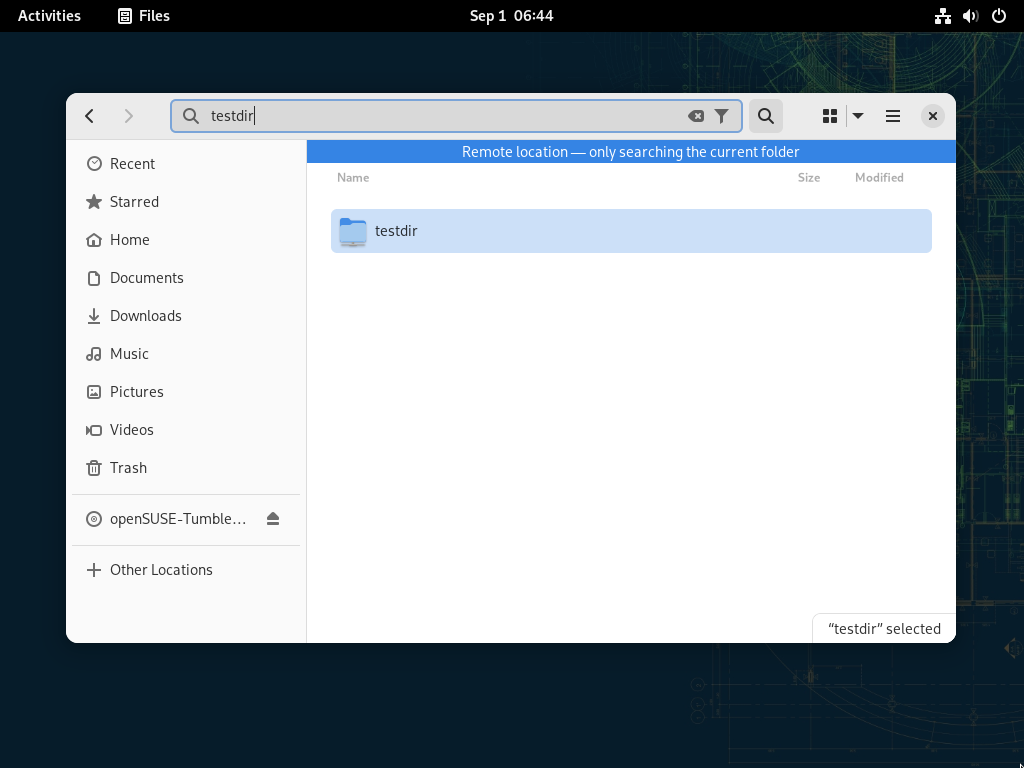 Activities
Files
Sep 1 06:44
testdir
Recent
Starred
Home
Documents
Downloads
Music
Pictures
Videos
Trash
openSUSE-Tumble…
Other Locations
Remote location — only searching the current folder
Name Size Modified
testdir
“testdir” selected